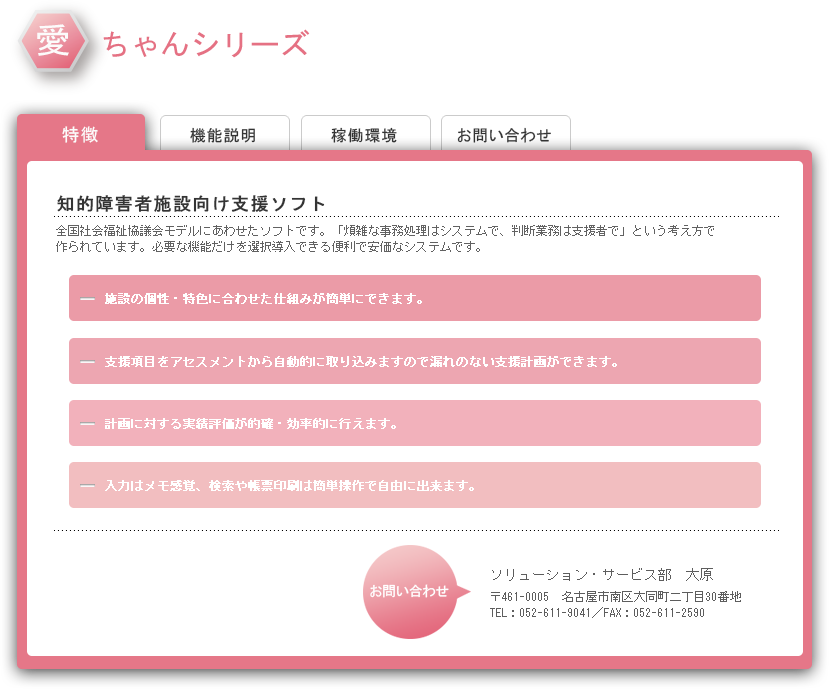 愛ちゃんシリーズ
特徴 機能説明 稼働環境 お問い合わせ
知的障害者施設向け支援ソフト
全国社会福祉協議会モデルにあわせたソフトです。「煩雑な事務処理はシステムで、判断業務は支援者で」という考え方で
作られています。必要な機能だけを選択導入できる便利で安価なシステムです。
― 施設の個性・特色に合わせた仕組みが簡単にできます。
― 支援項目をアセスメントから自動的に取り込みますので漏れのない支援計画ができます。
― 計画に対する実績評価が的確・効率的に行えます。
― 入力はメモ感覚、検索や帳票印刷は簡単操作で自由に出来ます。
お問い合わせ
ソリューション・サービス部　大原
〒461-0005　名古屋市南区大同町二丁目30番地
TEL：052-611-9041／FAX：052-611-2590